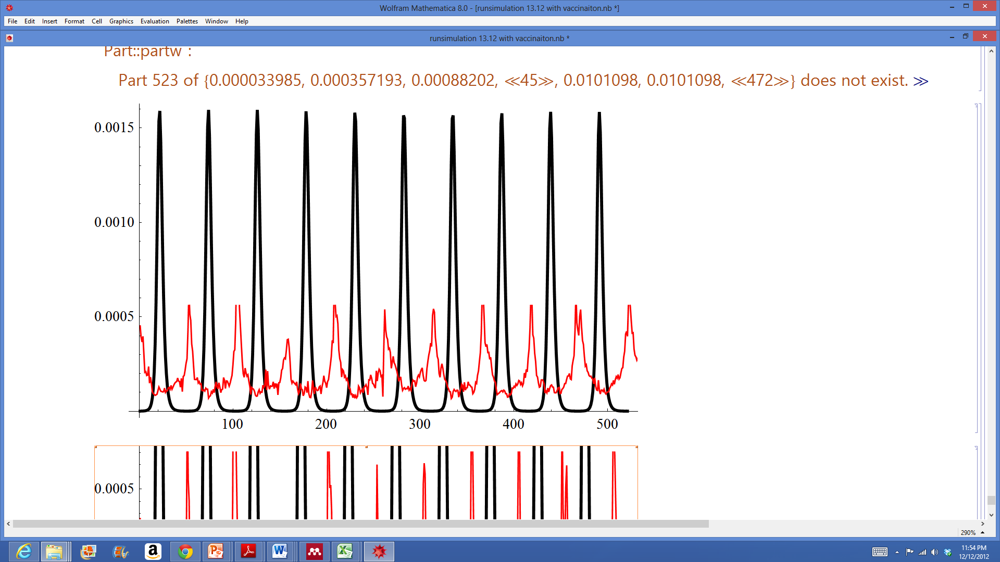 Wolfram Mathematica 8.0 - [runsimulation 13.12 with vaccinaiton.nb *]
File Edit Insert Format Cell Graphics Evaluation Palettes Window Help
runsimulation 13.12 with vaccinaiton.nb *
Part::partw :
Part 523 of {0.000033985, 0.000357193, 0.00088202, ≪45≫, 0.0101098, 0.0101098, ≪472≫} does not exist. ≫
0.0015
0.0010
0.0005
100 200 300 400 500
0.0005
290%
11:54 PM
12/12/2012